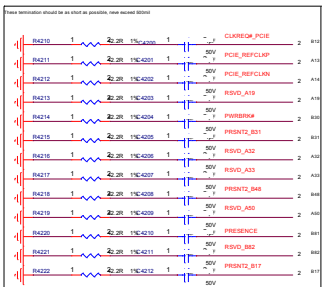 These termination should be as short as possible, neve exceed 500mil
CLKREQ#_PCIE
R4210 1 2 2.2R 1% C4200 1 2 B12
50V
PCIE_REFCLKP
R4211 1 2 2.2R 1% C4201 1 2 A13
50V
PCIE_REFCLKN
R4212 1 2 2.2R 1% C4202 1 2 A14
50V
RSVD_A19
R4213 1 2 2.2R 1% C4203 1 2 A19
50V
PWRBRK#
R4214 1 2 2.2R 1% C4204 1 2 B30
50V
PRSNT2_B31
R4215 1 2 2.2R 1% C4205 1 2 B31
50V
RSVD_A32
R4216 1 2 2.2R 1% C4206 1 2 A32
50V
RSVD_A33
R4217 1 2 2.2R 1% C4207 1 2 A33
50V
PRSNT2_B48
R4218 1 2 2.2R 1% C4208 1 2 B48
50V
RSVD_A50
R4219 1 2 2.2R 1% C4209 1 2 A50
50V
PRESENCE
R4220 1 2 2.2R 1% C4210 1 2 B81
50V
RSVD_B82
R4221 1 2 2.2R 1% C4211 1 2 B82
50V
PRSNT2_B17
R4222 1 2 2.2R 1% C4212 1 2 B17
50V